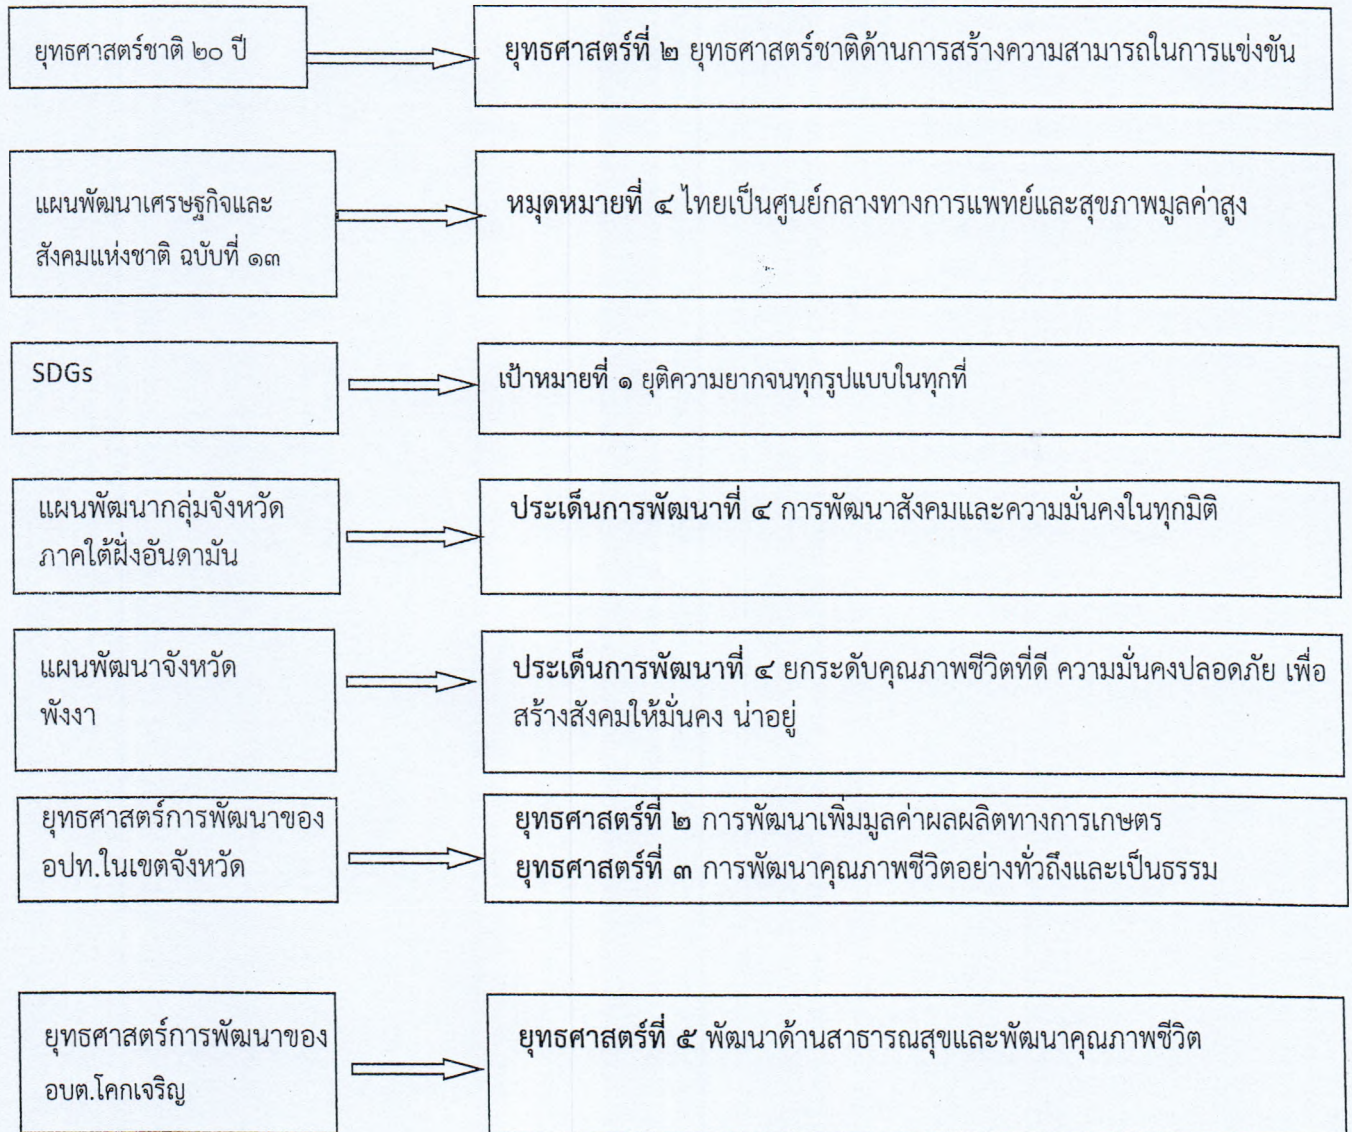 ยุทธศาสตร์ชาติ ๒๐ ปี
ยุทธศาสตร์ที่ ๒ ยุทธศาสตร์ชาติด้านการสร้างความสามารถในการแข่งขัน
แผนพัฒนาเศรษฐกิจและ
สังคมแห่งชาติ ฉบับที่ ๑๓
หมุดหมายที่ ๔ ไทยเป็นศูนย์กลางทางการแพทย์และสุขภาพมูลค่าสูง
SDGs
เป้าหมายที่ ๑ ยุติความยากจนทุกรูปแบบในทุกที่
แผนพัฒนากลุ่มจังหวัด
ภาคใต้ฝั่งอันดามัน
ประเด็นการพัฒนาที่ ๔ การพัฒนาสังคมและความมั่นคงในทุกมิติ
แผนพัฒนาจังหวัด
พังงา
ประเด็นการพัฒนาที่ ๔ ยกระดับคุณภาพชีวิตที่ดี ความมั่นคงปลอดภัย เพื่อ
สร้างสังคมให้มั่นคง น่าอยู่
ยุทธศาสตร์การพัฒนาของ
อปท.ในเขตจังหวัด
ยุทธศาสตร์ที่ ๒ การพัฒนาเพิ่มมูลค่าผลผลิตทางการเกษตร
ยุทธศาสตร์ที่ ๓ การพัฒนาคุณภาพชีวิตอย่างทั่วถึงและเป็นธรรม
ยุทธศาสตร์การพัฒนาของ
อบต.โคกเจริญ
ยุทธศาสตร์ที่ ๕ พัฒนาด้านสาธารณสุขและพัฒนาคุณภาพชีวิต